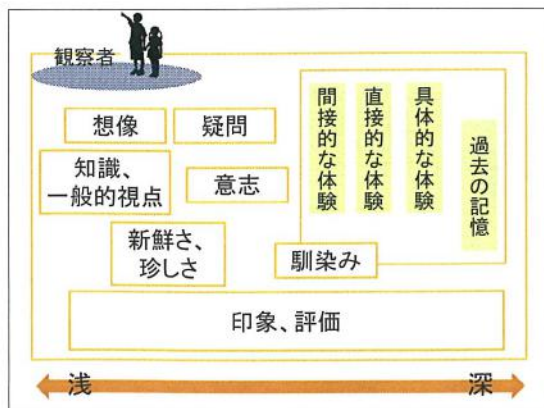 観察者
想像
疑問
知識、
一般的視点
意志
新鮮さ、
珍しさ
間接的な体験
直接的な体験
具体的な体験
過去の記憶
馴染み
印象、評価
浅
深